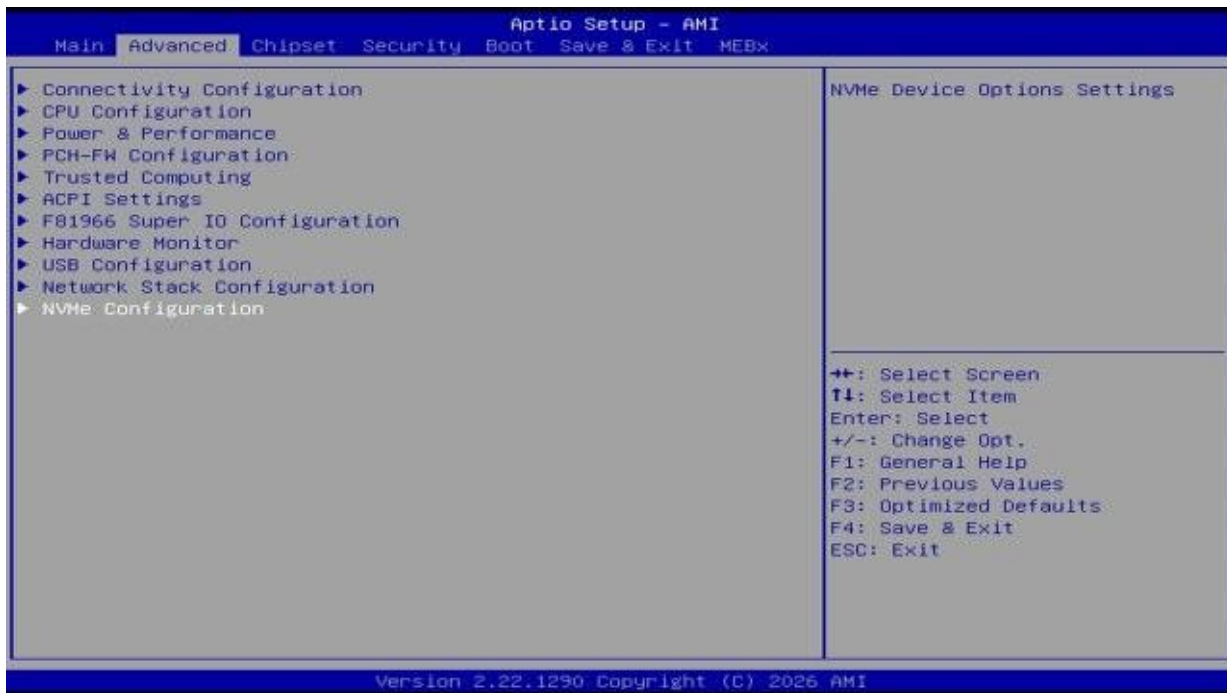 Aptio Setup - AMI
Main Advanced Chipset Security Boot Save & Exit MEBx
Connectivity Configuration
CPU Configuration
Power & Performance
PCH-FW Configuration
Trusted Computing
ACPI Settings
F81966 Super IO Configuration
Hardware Monitor
USB Configuration
Network Stack Configuration
NVMe Configuration
NVMe Device Options Settings
→←: Select Screen
↑↓: Select Item
Enter: Select
+/-: Change Opt.
F1: General Help
F2: Previous Values
F3: Optimized Defaults
F4: Save & Exit
ESC: Exit
Version 2.22.1290 Copyright (C) 2026 AMI